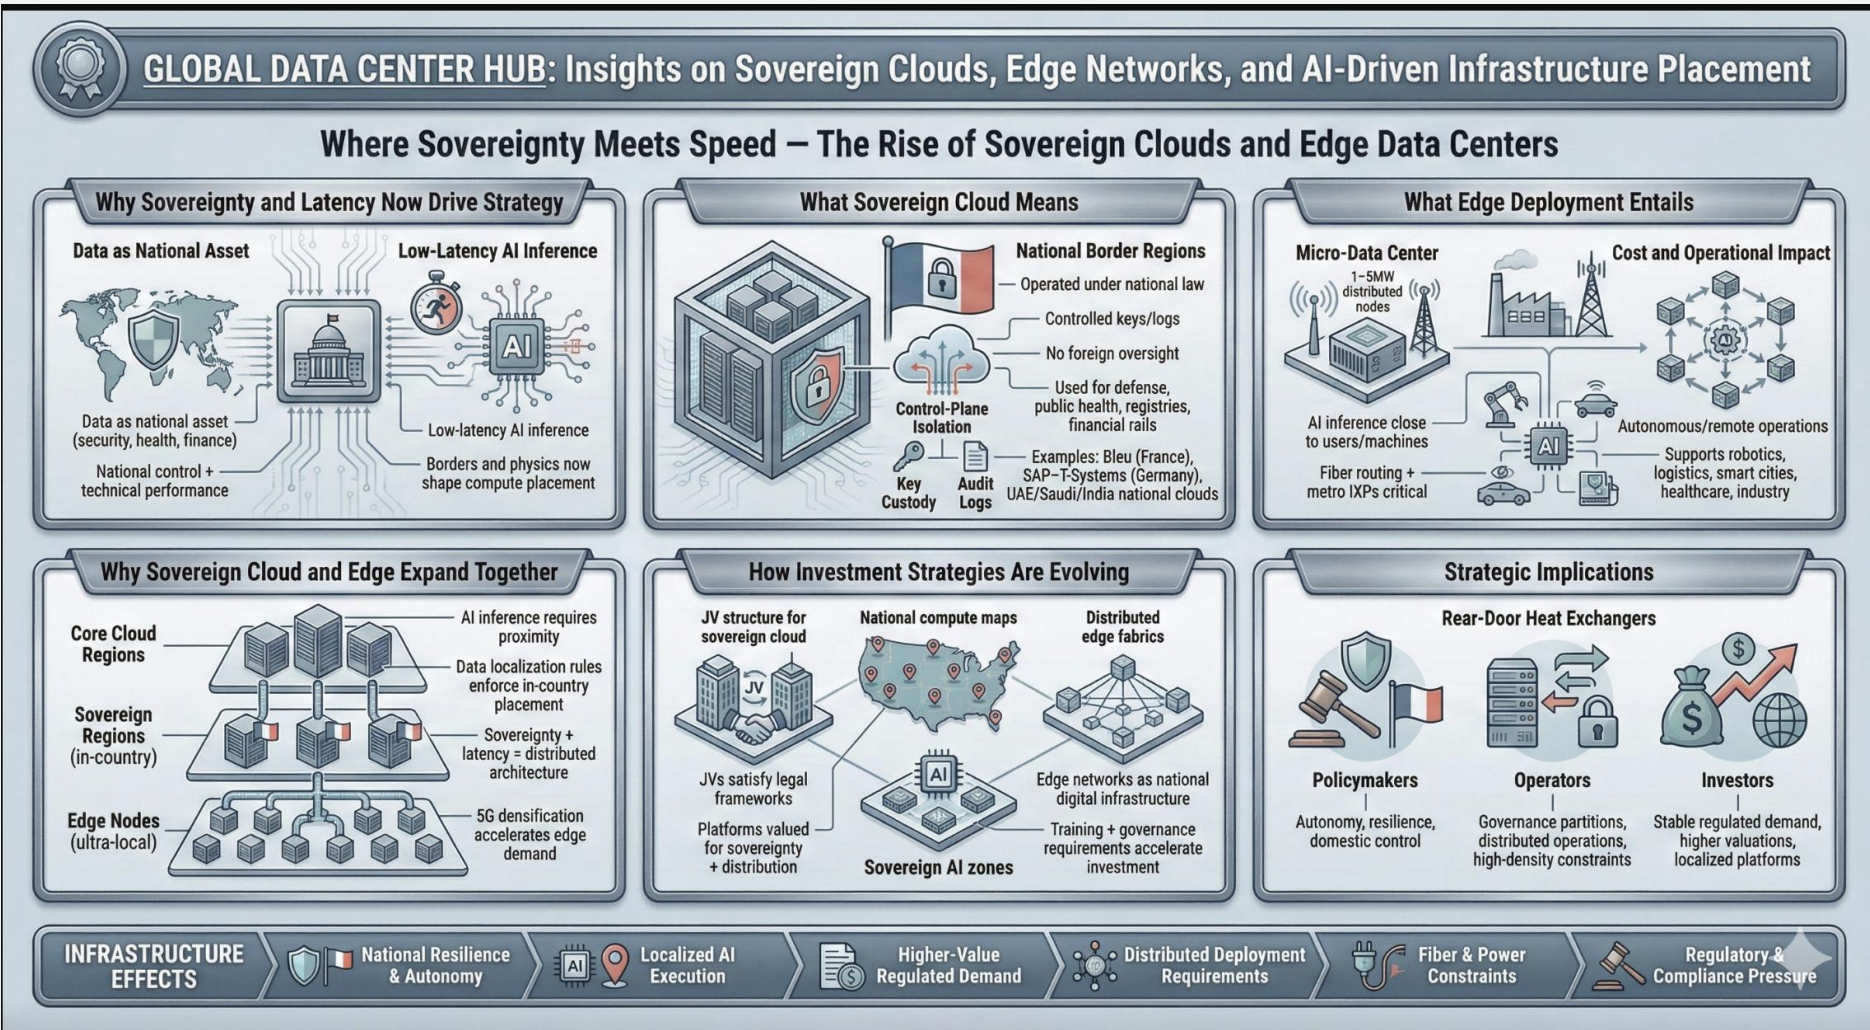 GLOBAL DATA CENTER HUB: Insights on Sovereign Clouds, Edge Networks, and AI-Driven Infrastructure Placement
Where Sovereignty Meets Speed – The Rise of Sovereign Clouds and Edge Data Centers
Why Sovereignty and Latency Now Drive Strategy
Data as National Asset
Low-Latency AI Inference
AI
Data as national asset
(security, health, finance)
National control +
technical performance
Low-latency AI inference
Borders and physics now
shape compute placement
What Sovereign Cloud Means
National Border Regions
Operated under national law
Controlled keys/logs
No foreign oversight
Used for defense,
public health, registries,
financial rails
Control-Plane
Isolation
Key
Custody
Audit
Logs
Examples: Bleu (France),
SAP–T-Systems (Germany),
UAE/Saudi/India national clouds
What Edge Deployment Entails
Micro-Data Center
1–5MW
distributed
nodes
Cost and Operational Impact
AI
AI inference close
to users/machines
Fiber routing +
metro IXPs critical
AI
Autonomous/remote operations
Supports robotics,
logistics, smart cities,
healthcare, industry
Why Sovereign Cloud and Edge Expand Together
Core Cloud
Regions
Sovereign
Regions
(in-country)
Edge Nodes
(ultra-local)
AI inference requires
proximity
Data localization rules
enforce in-country
placement
Sovereignty +
latency = distributed
architecture
5G densification
accelerates edge
demand
How Investment Strategies Are Evolving
JV structure for
sovereign cloud
JV
National compute maps
Distributed
edge fabrics
JVs satisfy legal
frameworks
Platforms valued
for sovereignty
+ distribution
AI
Sovereign AI zones
Edge networks as national
digital infrastructure
Training + governance
requirements accelerate
investment
Strategic Implications
Rear-Door Heat Exchangers
$
$
Policymakers
Autonomy, resilience,
domestic control
Operators
Governance partitions,
distributed operations,
high-density constraints
Investors
Stable regulated demand,
higher valuations,
localized platforms
INFRASTRUCTURE
EFFECTS
National Resilience
& Autonomy
AI
Localized AI
Execution
$
Higher-Value
Regulated Demand
Distributed Deployment
Requirements
Fiber & Power
Constraints
Regulatory &
Compliance Pressure